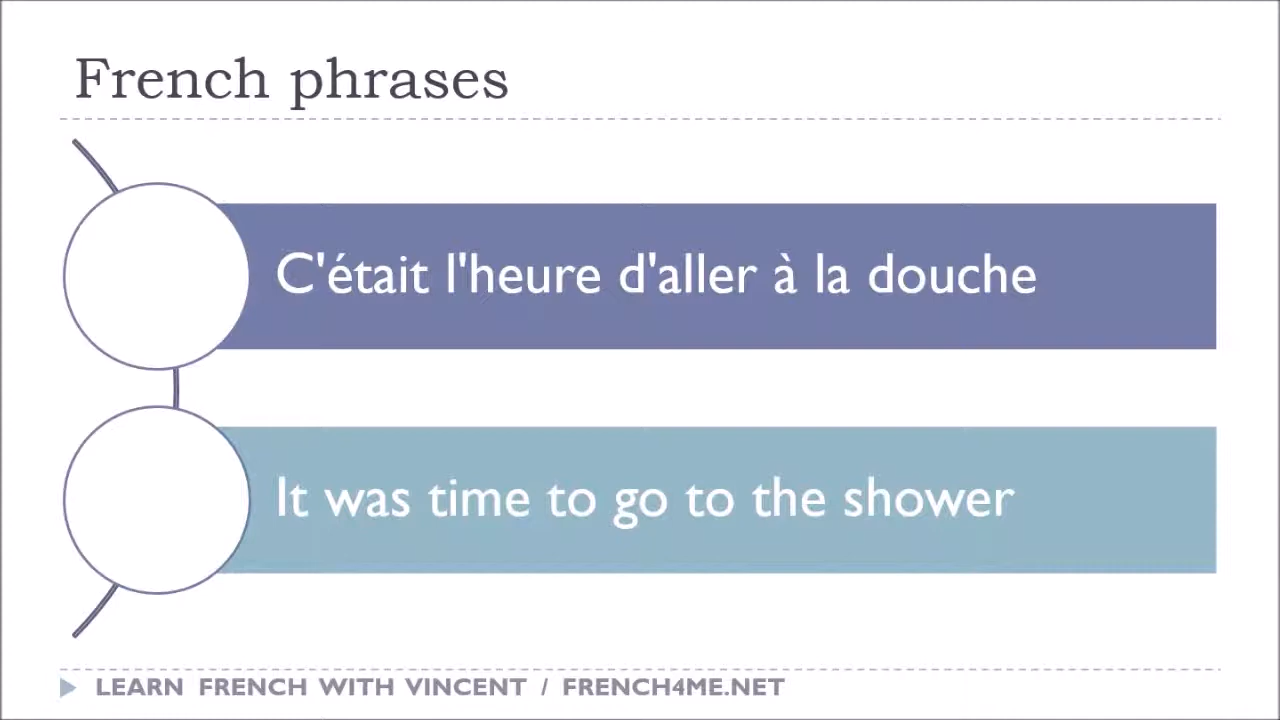 French phrases
C'était l'heure d'aller à la douche
It was time to go to the shower
LEARN FRENCH WITH VINCENT / FRENCH4ME.NET